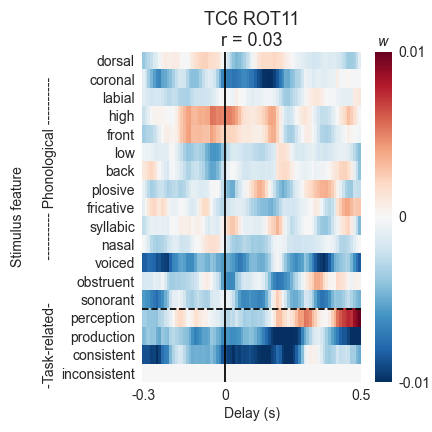 TC6 ROT11
r = 0.03
w
Stimulus feature
---------- Phonological ----------
-Task-related-
dorsal
coronal
labial
high
front
low
back
plosive
fricative
syllabic
nasal
voiced
obstruent
sonorant
perception
production
consistent
inconsistent
0.01
0
-0.01
-0.3 0 0.5
Delay (s)